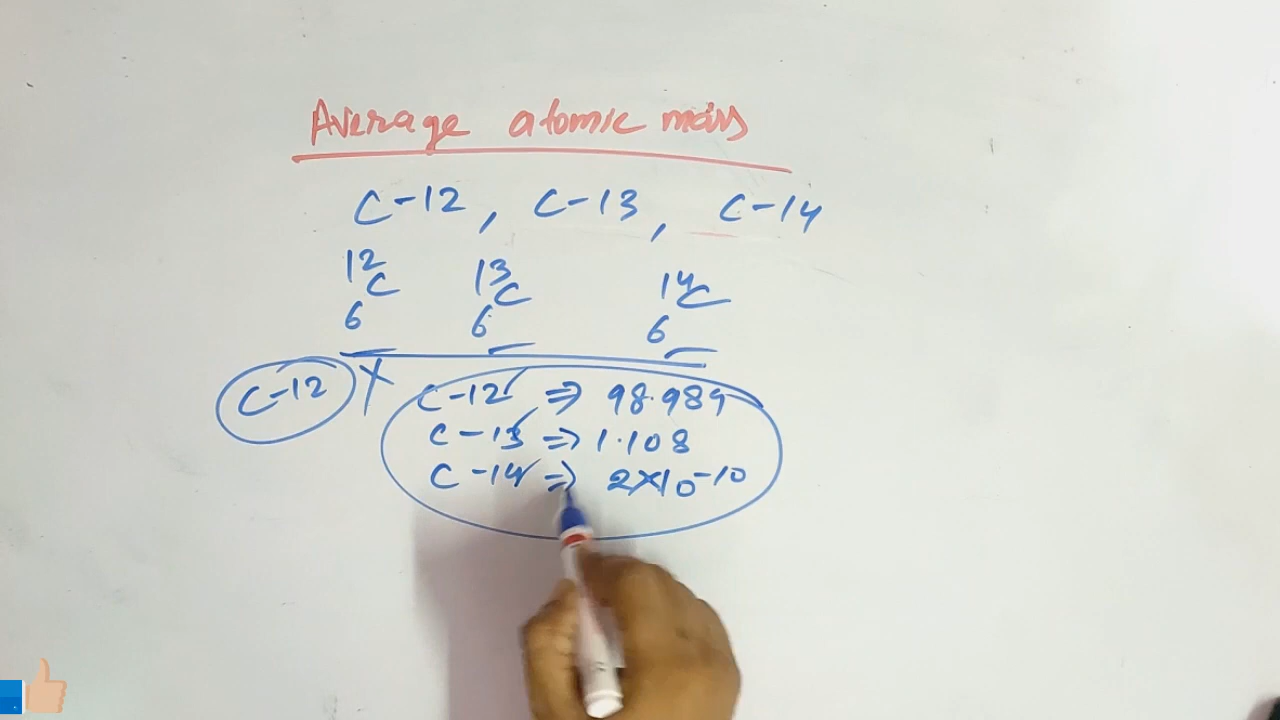 Average atomic mass
C-12, C-13, C-14
12 C 6 13 C 6 14 C 6
C-12 X
C-12 ⇒ 98.989
C-13 ⇒ 1.108
C-14 ⇒ 2×10-10